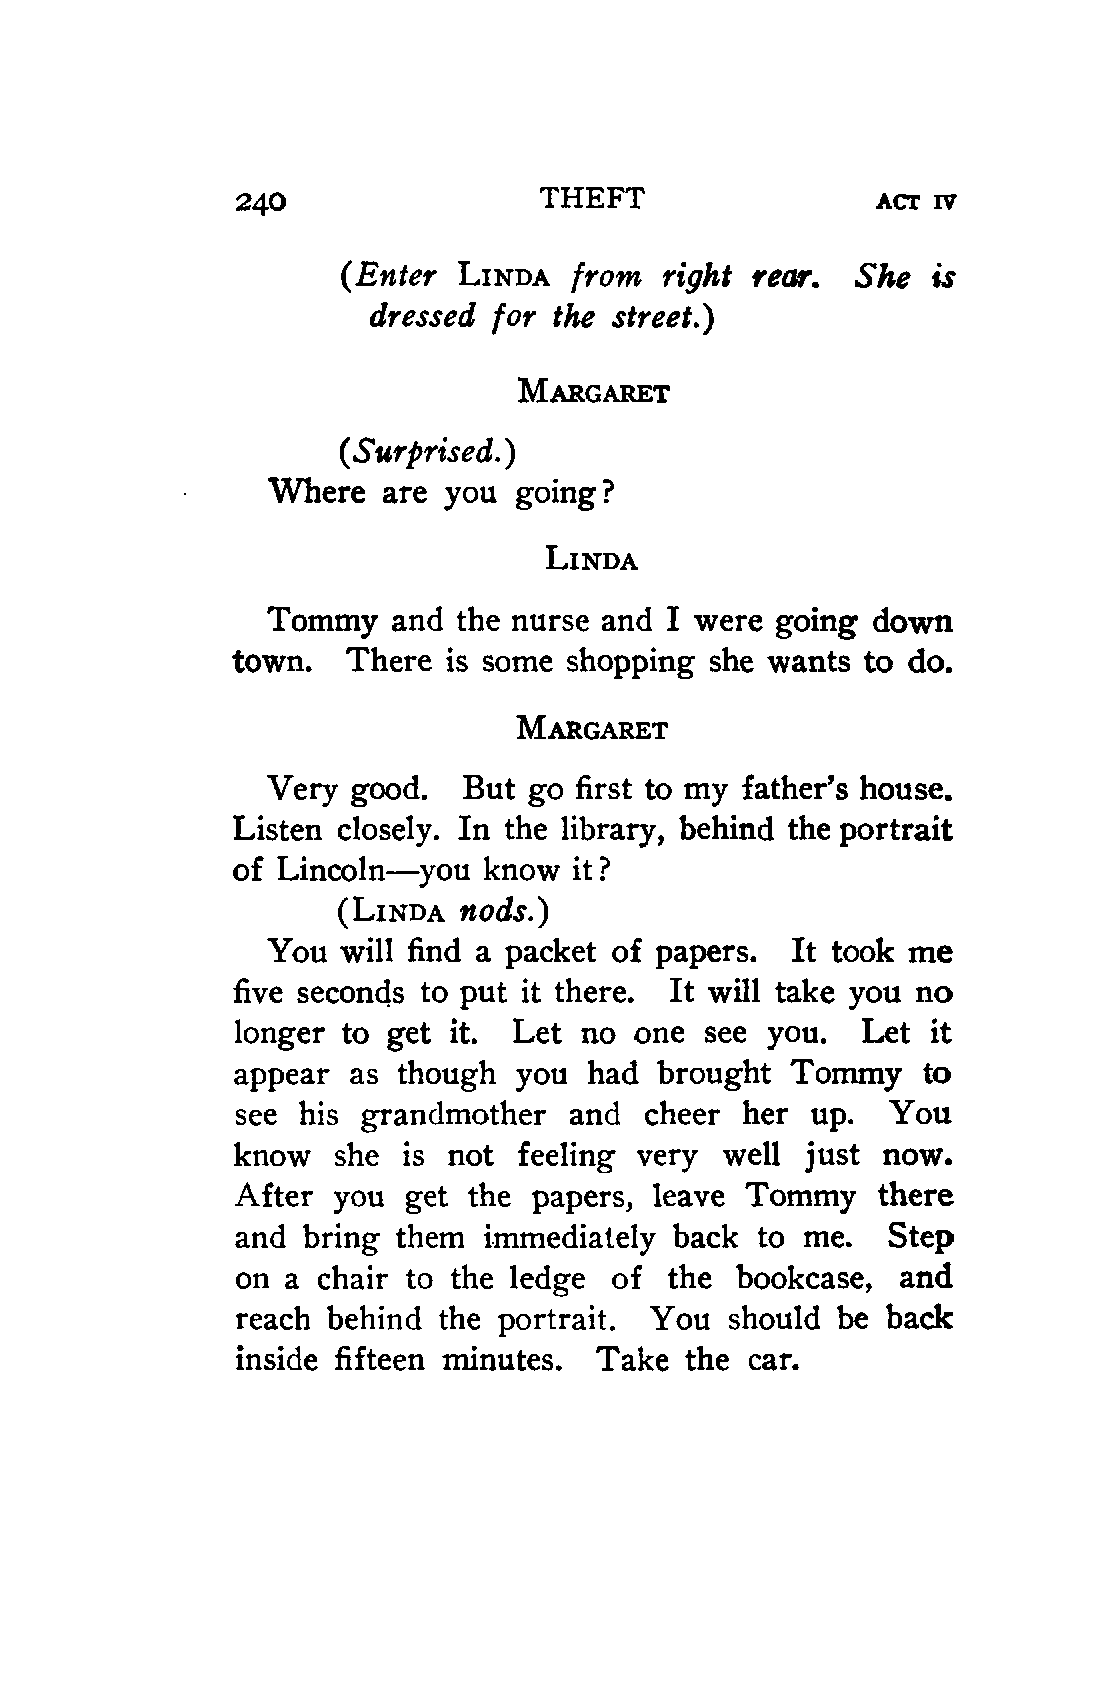 240 THEFT ACT IV
(Enter LINDA from right rear. She is
dressed for the street.)
MARGARET
(Surprised.)
Where are you going?
LINDA
Tommy and the nurse and I were going down
town. There is some shopping she wants to do.
MARGARET
Very good. But go first to my father's house.
Listen closely. In the library, behind the portrait
of Lincoln—you know it?
(LINDA nods.)
You will find a packet of papers. It took me
five seconds to put it there. It will take you no
longer to get it. Let no one see you. Let it
appear as though you had brought Tommy to
see his grandmother and cheer her up. You
know she is not feeling very well just now.
After you get the papers, leave Tommy there
and bring them immediately back to me. Step
on a chair to the ledge of the bookcase, and
reach behind the portrait. You should be back
inside fifteen minutes. Take the car.